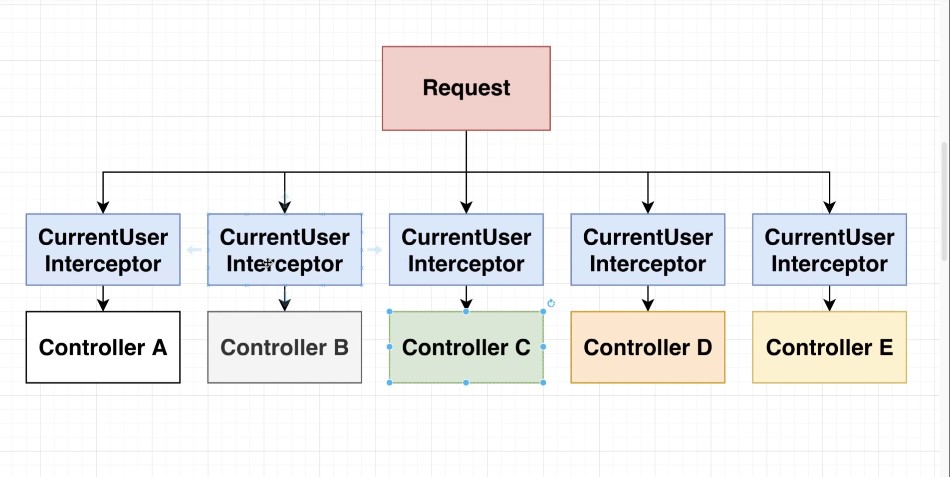 Request
CurrentUser
Interceptor
CurrentUser
Interceptor
CurrentUser
Interceptor
CurrentUser
Interceptor
CurrentUser
Interceptor
Controller A
Controller B
Controller C
Controller D
Controller E